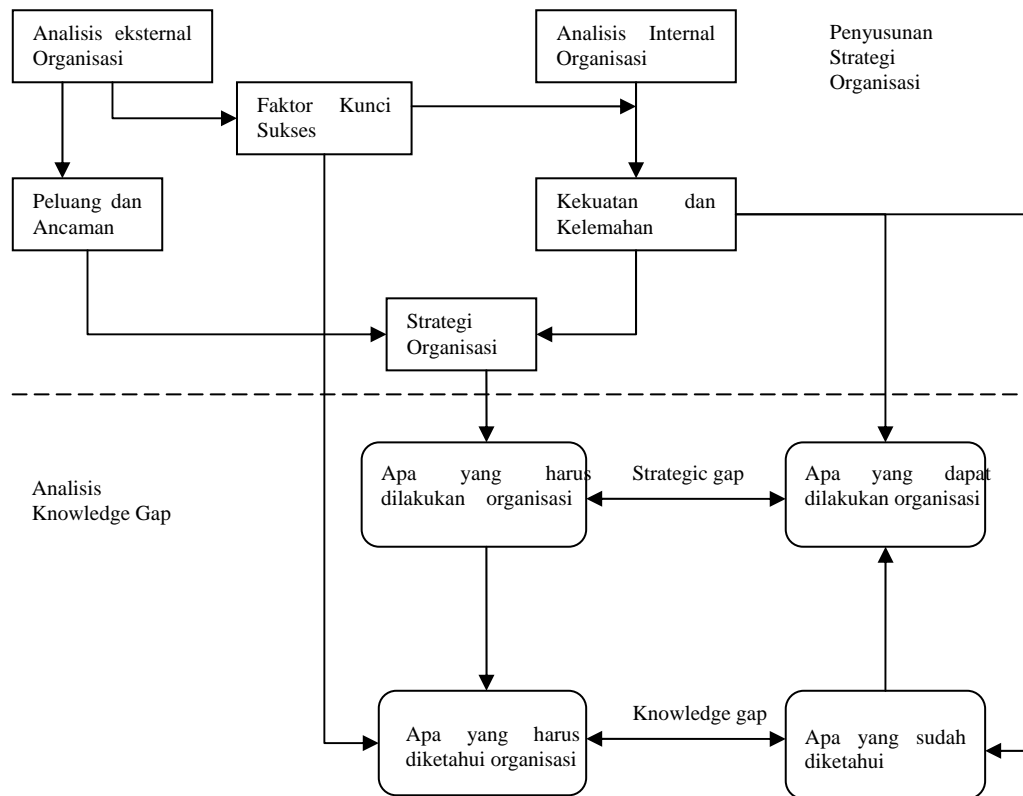 Analisis eksternal
Organisasi
Analisis Internal
Organisasi
Penyusunan
Strategi
Organisasi
Faktor Kunci
Sukses
Peluang dan
Ancaman
Kekuatan dan
Kelemahan
Strategi
Organisasi
Analisis
Knowledge Gap
Apa yang harus
dilakukan organisasi
Strategic gap
Apa yang dapat
dilakukan organisasi
Apa yang harus
diketahui organisasi
Knowledge gap
Apa yang sudah
diketahui